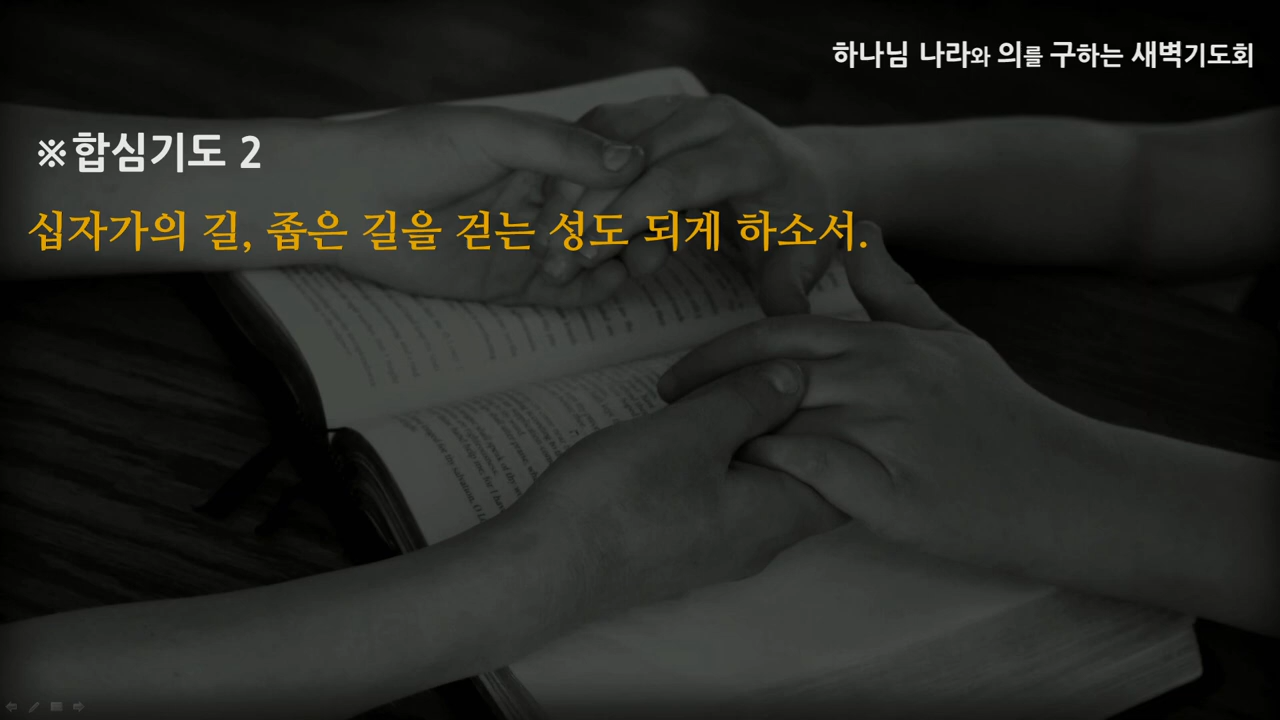 하나님 나라와 의를 구하는 새벽기도회
※합심기도 2
십자가의 길, 좁은 길을 걷는 성도 되게 하소서.